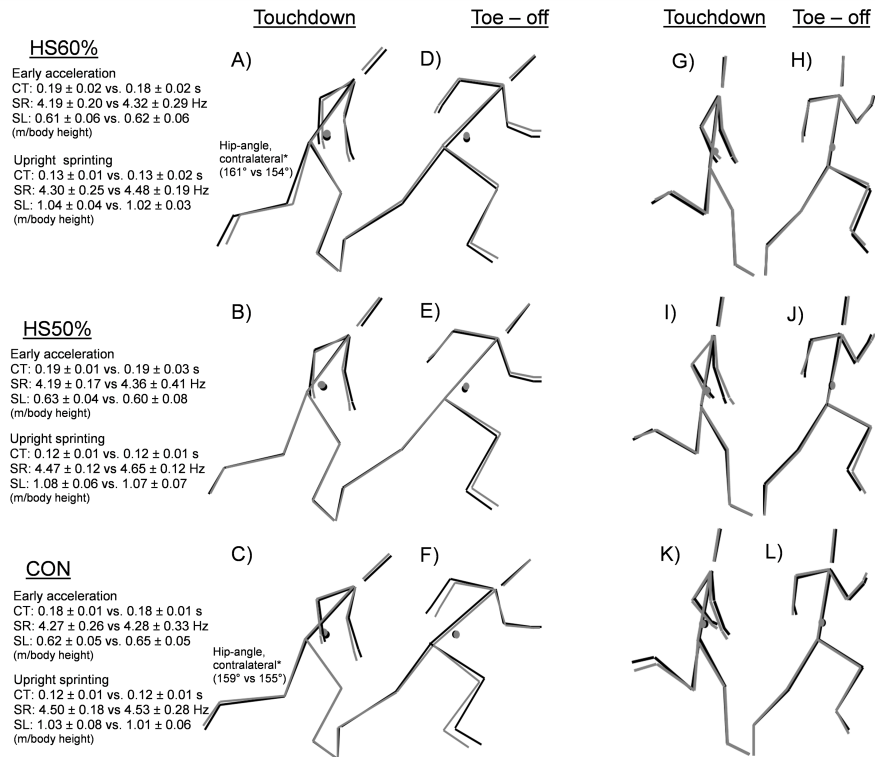 Touchdown
Toe – off
Touchdown
Toe – off
HS60%
A)
D)
G)
H)
Early acceleration
CT: 0.19 ± 0.02 vs. 0.18 ± 0.02 s
SR: 4.19 ± 0.20 vs 4.32 ± 0.29 Hz
SL: 0.61 ± 0.06 vs. 0.62 ± 0.06
(m/body height)
Hip-angle,
contralateral*
(161° vs 154°)
Upright sprinting
CT: 0.13 ± 0.01 vs. 0.13 ± 0.02 s
SR: 4.30 ± 0.25 vs 4.48 ± 0.19 Hz
SL: 1.04 ± 0.04 vs. 1.02 ± 0.03
(m/body height)
HS50%
B)
E)
I)
J)
Early acceleration
CT: 0.19 ± 0.01 vs. 0.19 ± 0.03 s
SR: 4.19 ± 0.17 vs 4.36 ± 0.41 Hz
SL: 0.63 ± 0.04 vs. 0.60 ± 0.08
(m/body height)
Upright sprinting
CT: 0.12 ± 0.01 vs. 0.12 ± 0.01 s
SR: 4.47 ± 0.12 vs 4.65 ± 0.12 Hz
SL: 1.08 ± 0.06 vs. 1.07 ± 0.07
(m/body height)
CON
C)
F)
K)
L)
Early acceleration
CT: 0.18 ± 0.01 vs. 0.18 ± 0.01 s
SR: 4.27 ± 0.26 vs 4.28 ± 0.33 Hz
SL: 0.62 ± 0.05 vs. 0.65 ± 0.05
(m/body height)
Hip-angle,
contralateral*
(159° vs 155°)
Upright sprinting
CT: 0.12 ± 0.01 vs. 0.12 ± 0.01 s
SR: 4.50 ± 0.18 vs 4.53 ± 0.28 Hz
SL: 1.03 ± 0.08 vs. 1.01 ± 0.06
(m/body height)